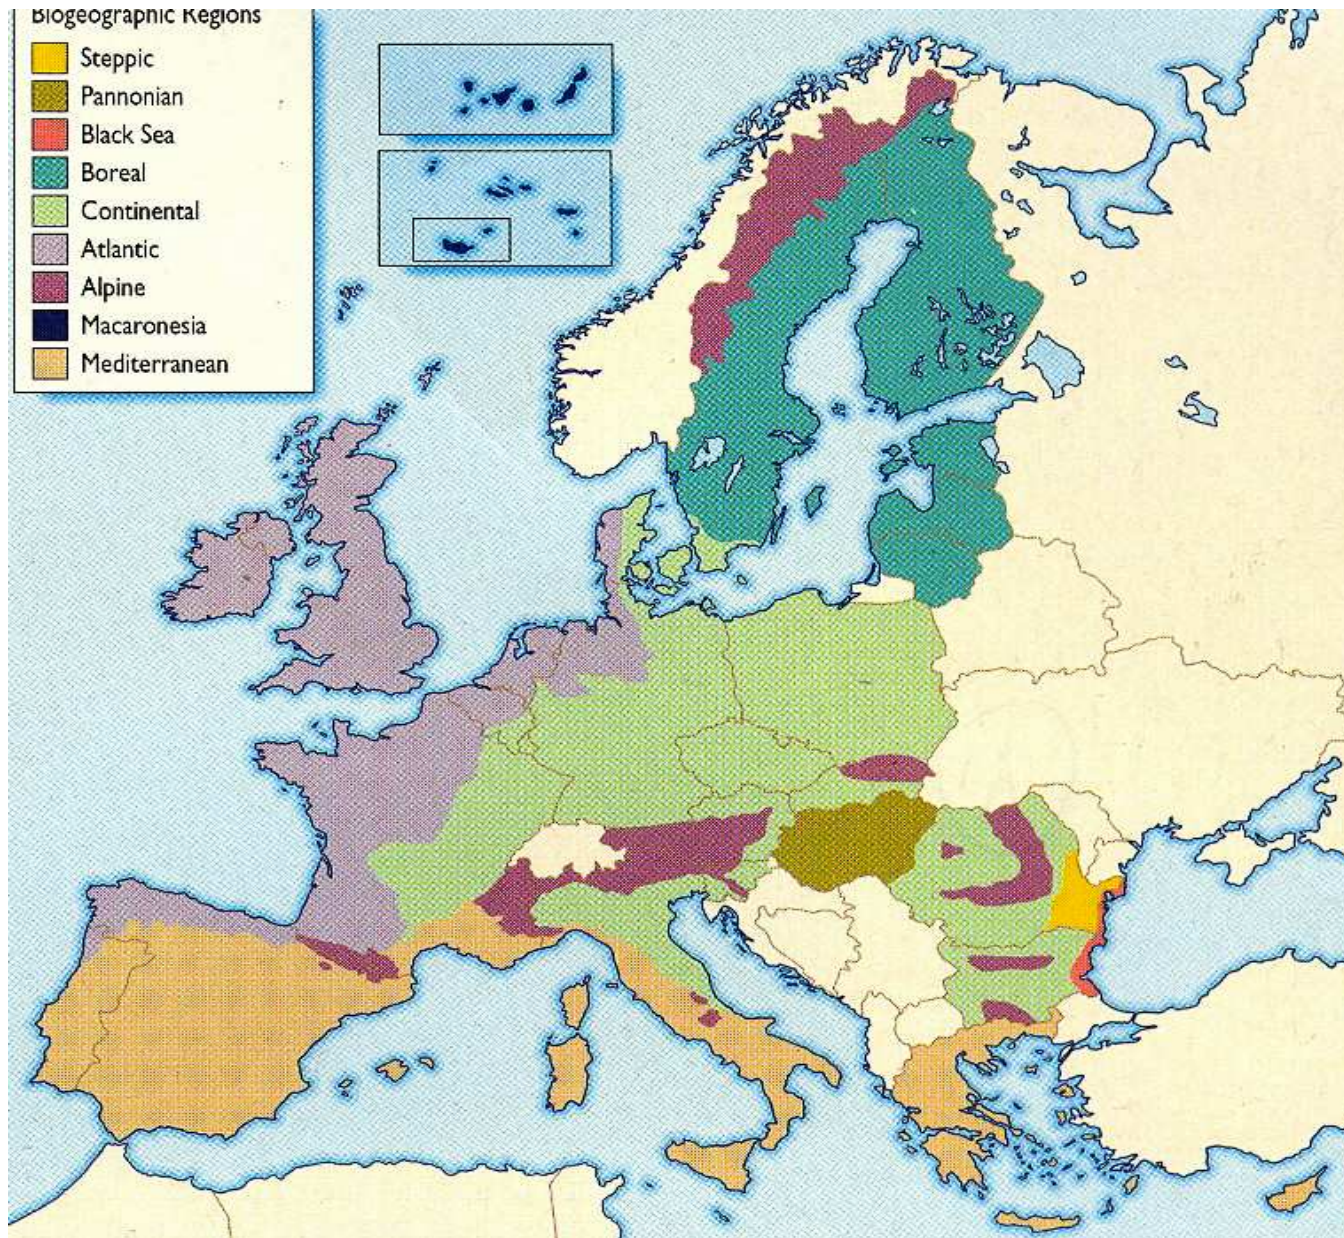 Biogeographic Regions
Steppic
Pannonian
Black Sea
Boreal
Continental
Atlantic
Alpine
Macaronesia
Mediterranean